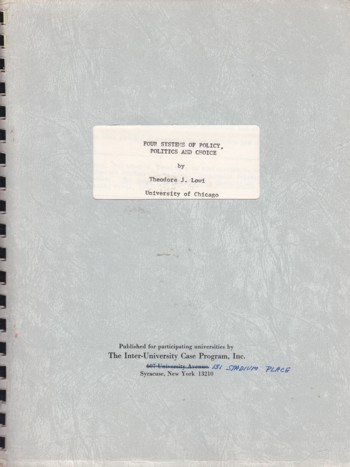 FOUR SYSTEMS OF POLICY,
POLITICS AND CHOICE
by
Theodore J. Lowi
University of Chicago
Published for participating universities by
The Inter-University Case Program, Inc.
607 University Avenue 131 STADIUM PLACE
Syracuse, New York 13210